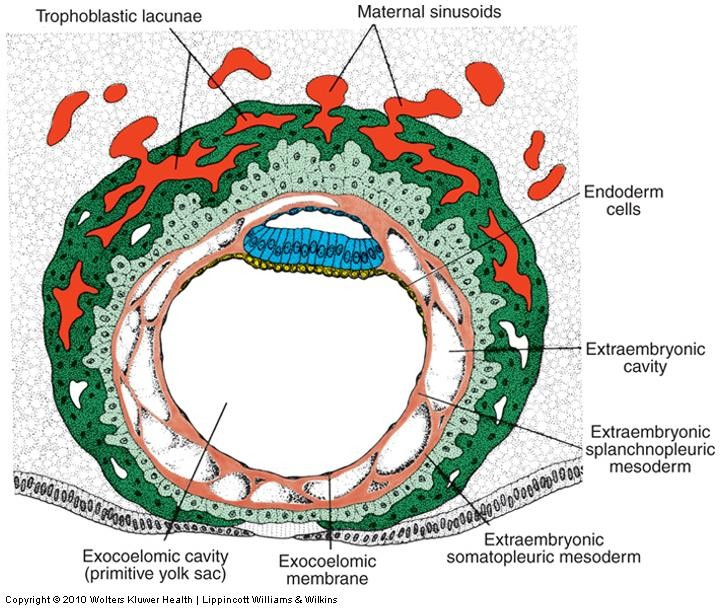 Trophoblastic lacunae
Maternal sinusoids
Endoderm
cells
Extraembryonic
cavity
Extraembryonic
splanchnopleuric
mesoderm
Extraembryonic
somatopleuric mesoderm
Exocoelomic cavity
(primitive yolk sac)
Exocoelomic
membrane
Copyright © 2010 Wolters Kluwer Health | Lippincott Williams & Wilkins